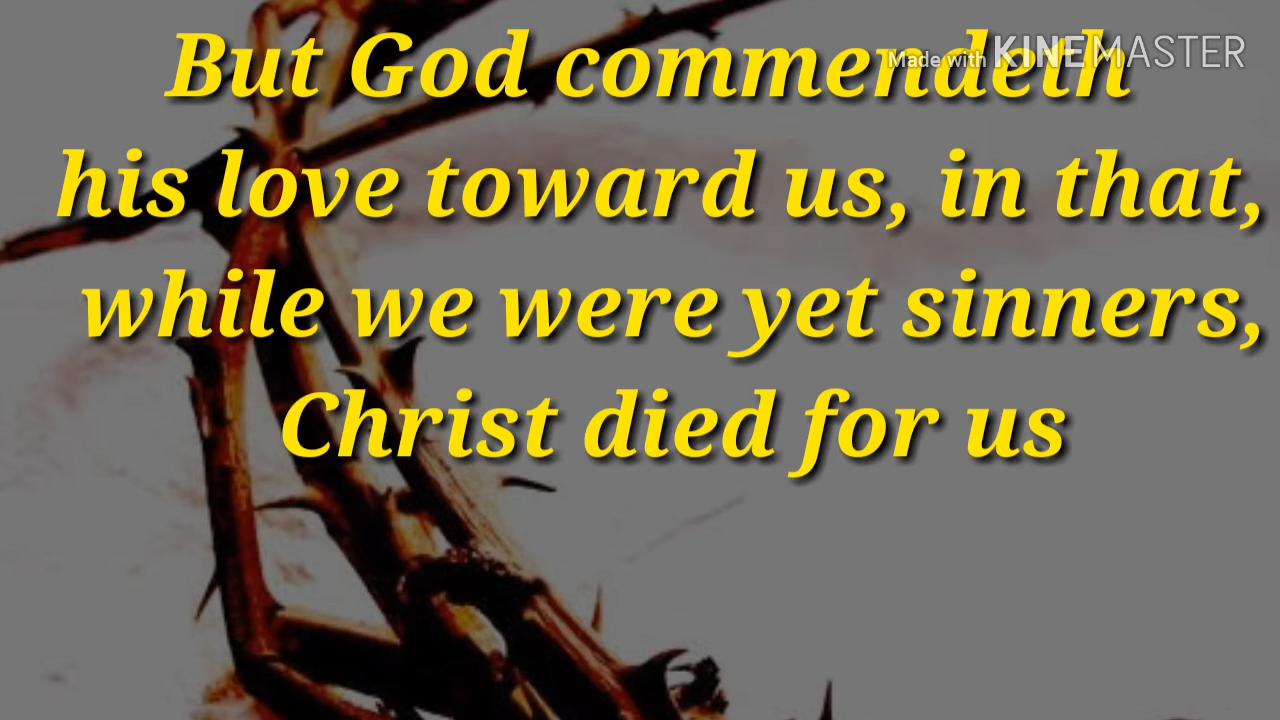 Made with KINEMASTER
But God commendeth
his love toward us, in that,
while we were yet sinners,
Christ died for us